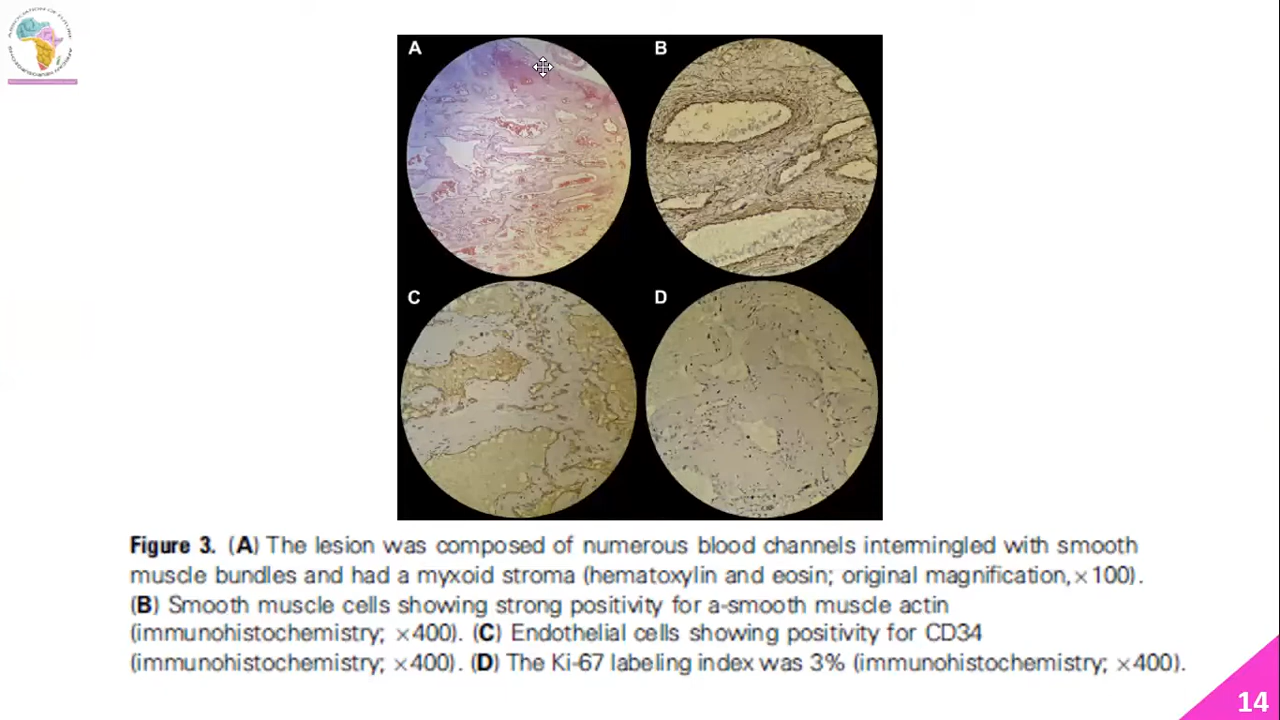 A
B
C
D
Figure 3. (A) The lesion was composed of numerous blood channels intermingled with smooth
muscle bundles and had a myxoid stroma (hematoxylin and eosin; original magnification, ×100).
(B) Smooth muscle cells showing strong positivity for a-smooth muscle actin
(immunohistochemistry; ×400). (C) Endothelial cells showing positivity for CD34
(immunohistochemistry; ×400). (D) The Ki-67 labeling index was 3% (immunohistochemistry; ×400).
14